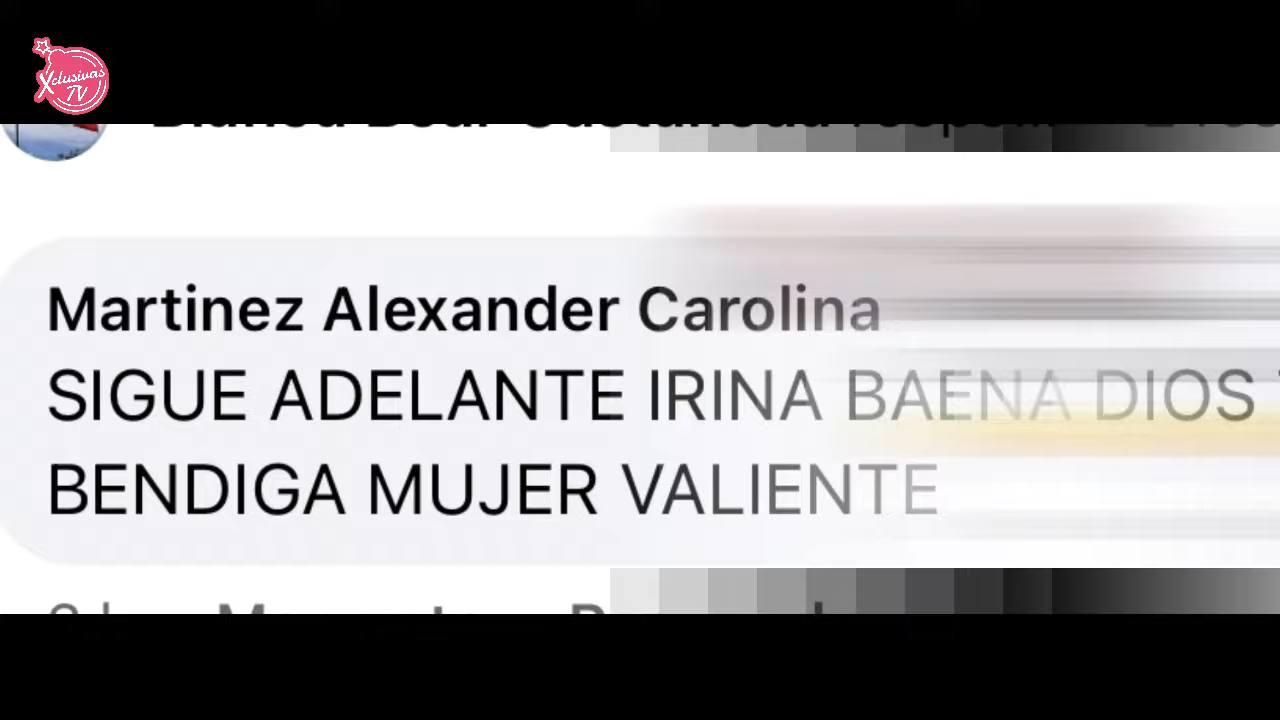 Xclusivas
TV
Martinez Alexander Carolina
SIGUE ADELANTE IRINA BAENA DIOS
BENDIGA MUJER VALIENTE